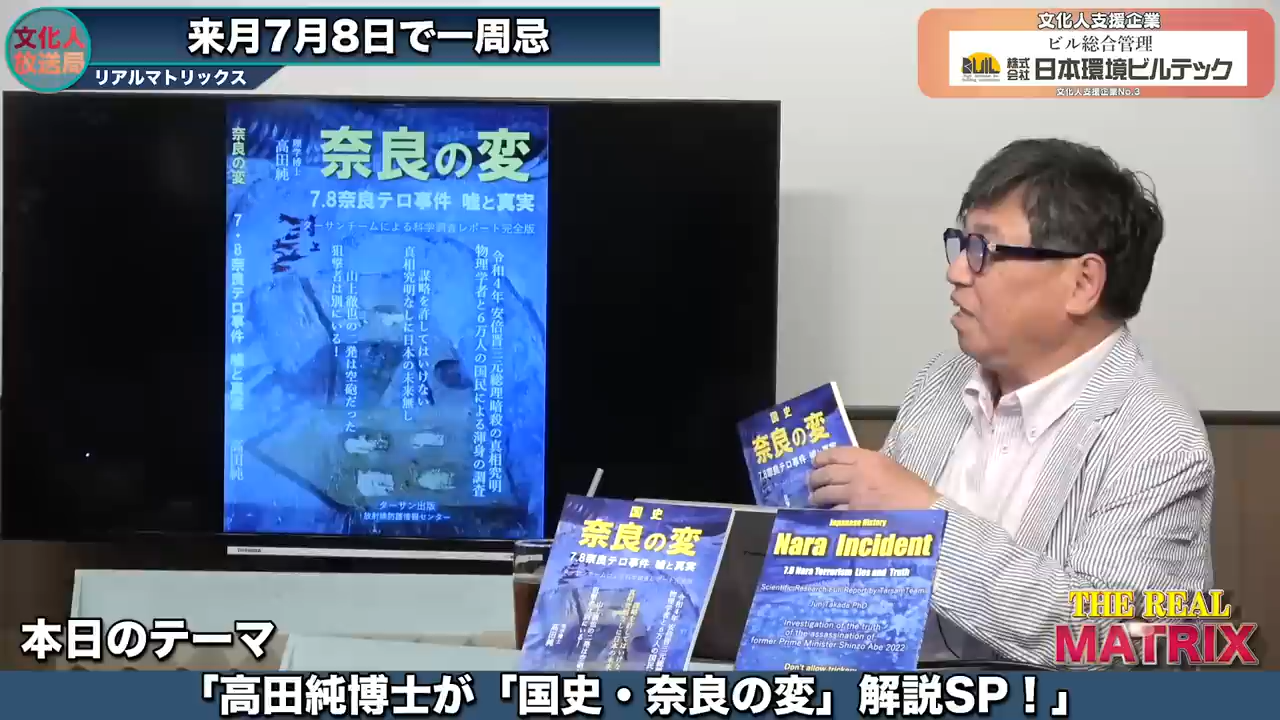 文化人
放送局
来月7月8日で一周忌
リアルマトリックス
文化人支援企業
ビル総合管理
BUIL
株式会社 日本環境ビルテック
文化人支援企業No.3
奈良の変 7・8奈良テロ事件 嘘と真実 高田純
理学博士
高田純
奈良の変
7.8奈良テロ事件 嘘と真実
ターサンチームによる科学調査レポート完全版
令和4年 安倍晋三元総理暗殺の真相究明
物理学者と6万人の国民による渾身の調査
謀略を許してはいけない
真相究明なしに日本の未来無し
山上徹也の二発は空砲だった
狙撃者は別にいる!
ターサン出版
放射線防護情報センター
国史
奈良の変
7.8奈良テロ事件 嘘と
国史
奈良の変
7.8奈良テロ事件 嘘と真実
高田純
Japanese History
Nara Incident
7.8 Nara Terrorism Lies and Truth
Scientific Research Full Report by Tarsan Team
Jun Takada PhD
Investigation of the truth
of the assassination of
former Prime Minister Shinzo Abe 2022
Don't allow trickery
THE REAL
MATRIX
本日のテーマ
「高田純博士が「国史・奈良の変」解説SP!」